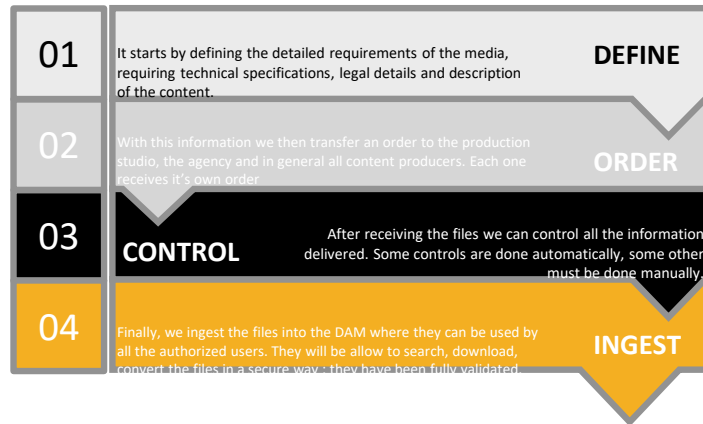 01
It starts by defining the detailed requirements of the media,
requiring technical specifications, legal details and description
of the content.
DEFINE
02
With this information we then transfer an order to the production
studio, the agency and in general all content producers. Each one
receives it's own order
ORDER
03
CONTROL
After receiving the files we can control all the information
delivered. Some controls are done automatically, some other
must be done manually.
04
Finally, we ingest the files into the DAM where they can be used by
all the authorized users. They will be allow to search, download,
convert the files in a secure way : they have been fully validated.
INGEST